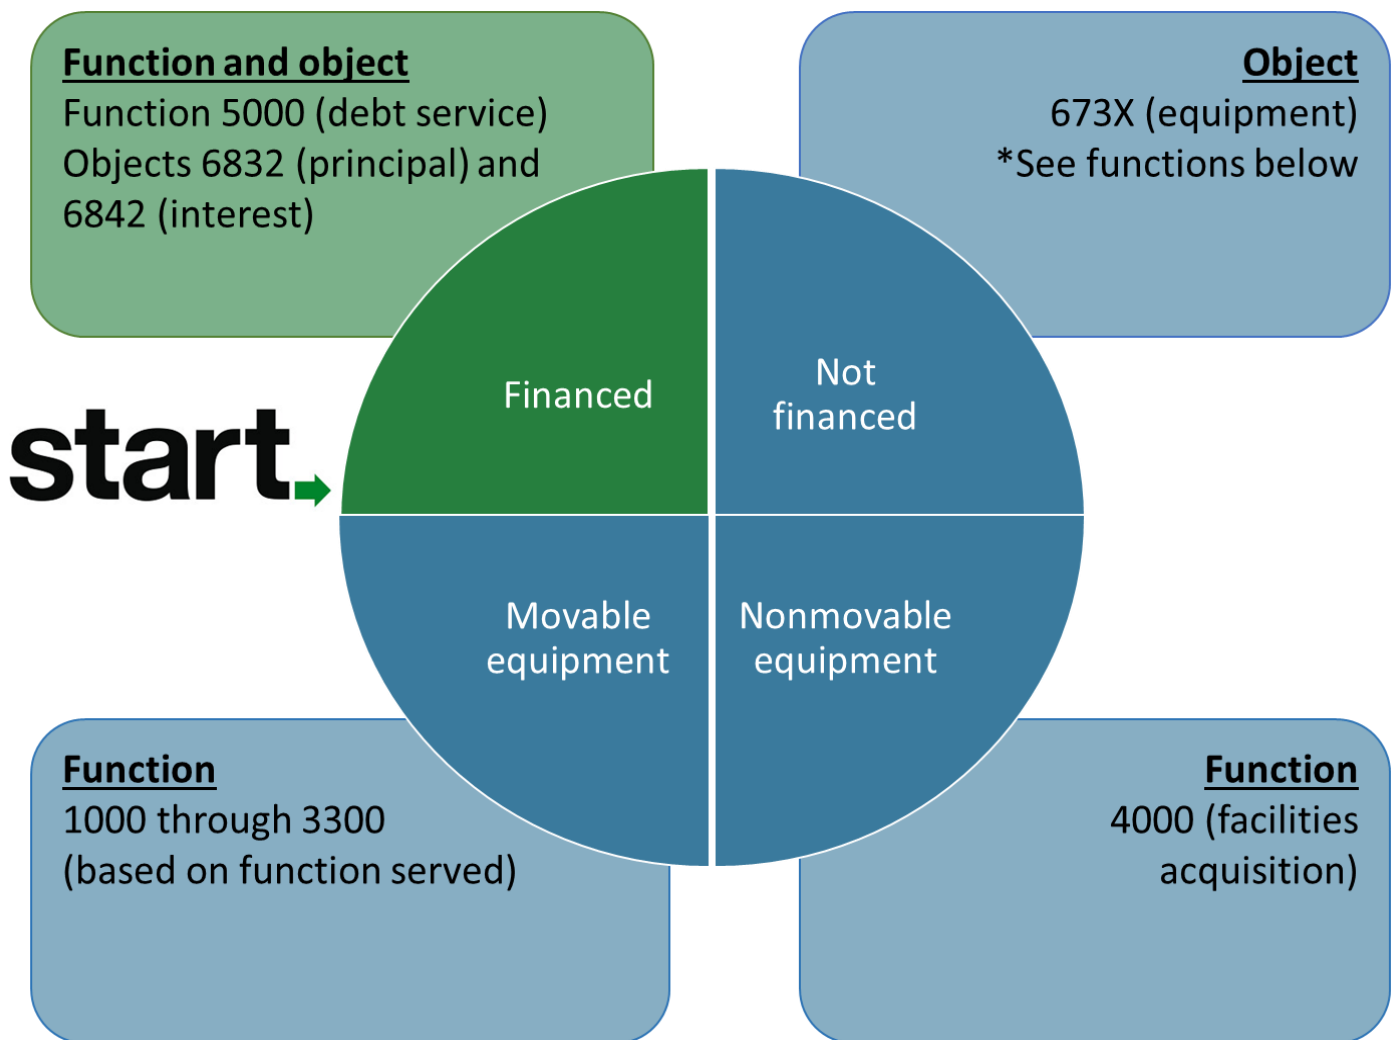 Function and object
Function 5000 (debt service)
Objects 6832 (principal) and
6842 (interest)
Object
673X (equipment)
*See functions below
Financed
Not
financed
start.
Movable
equipment
Nonmovable
equipment
Function
1000 through 3300
(based on function served)
Function
4000 (facilities
acquisition)